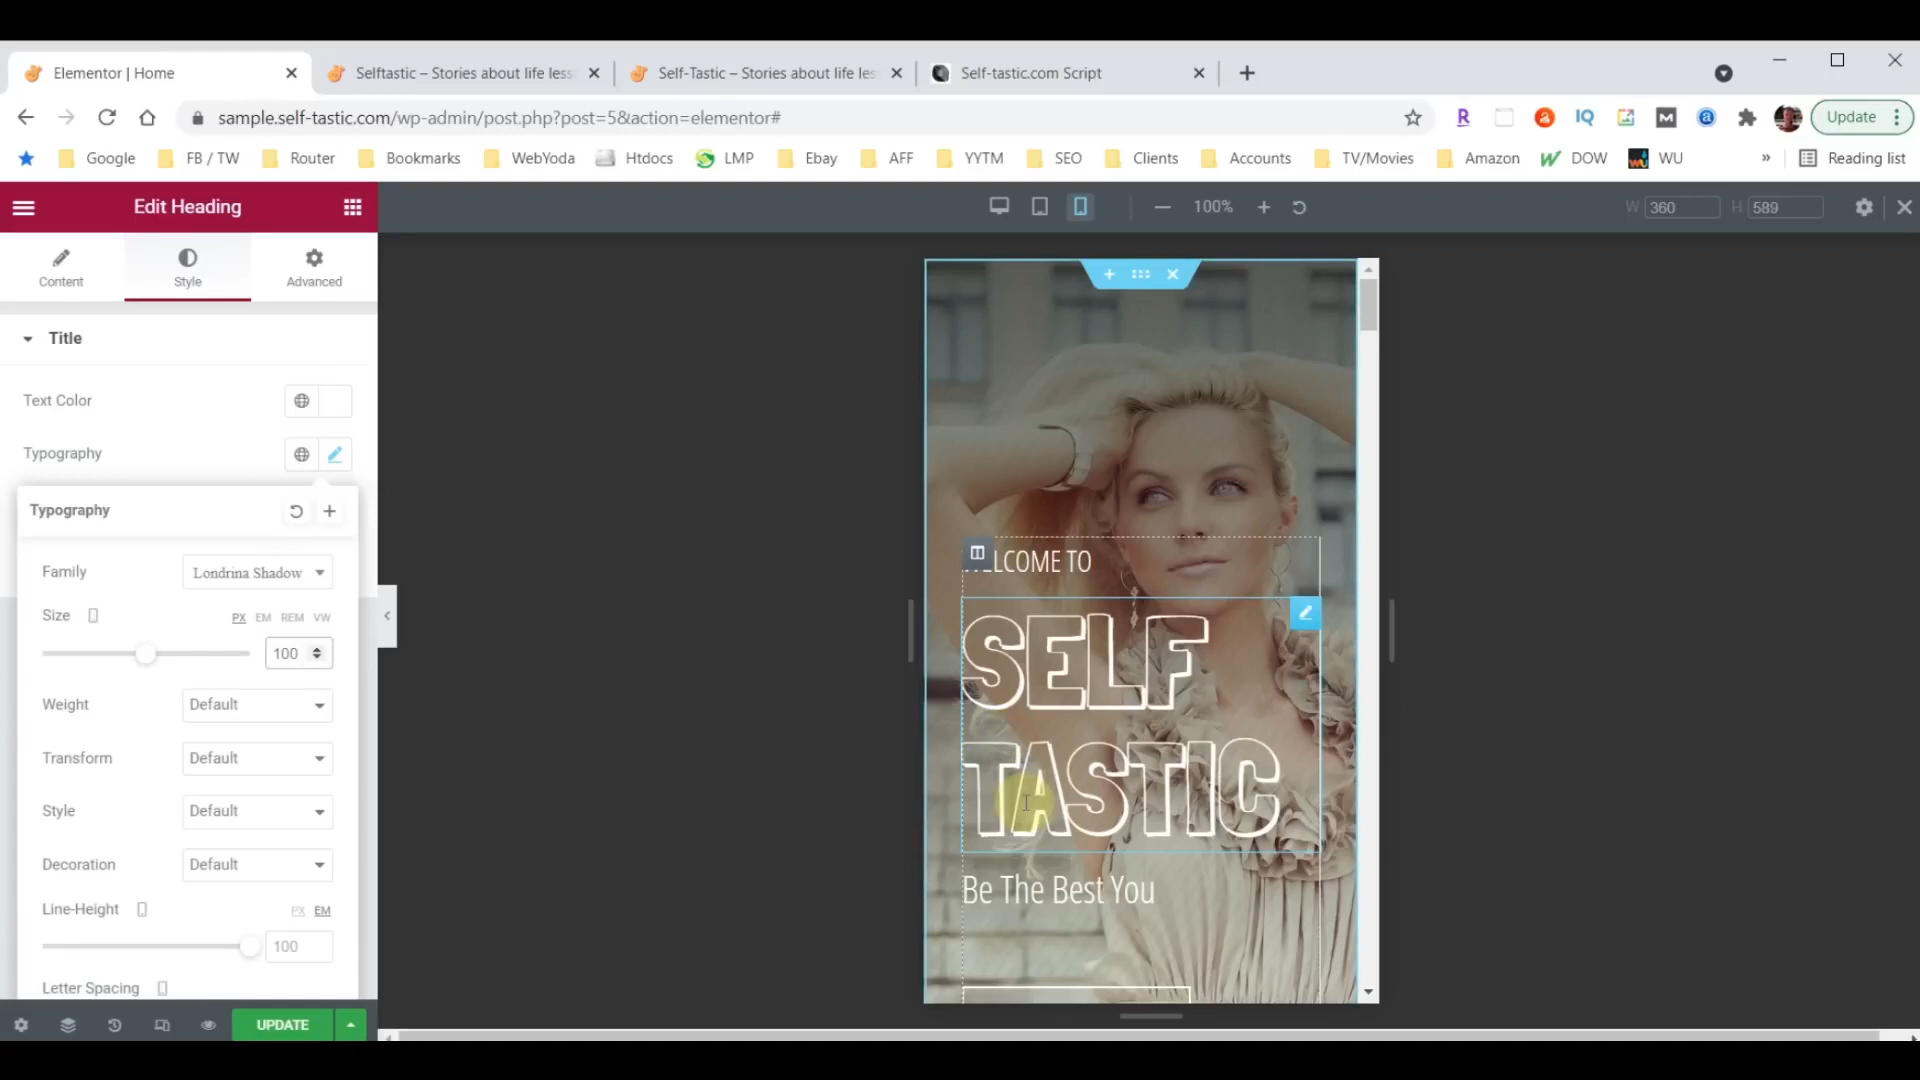 Elementor | Home
Selftastic – Stories about life less
Self-Tastic – Stories about life les
Self-tastic.com Script
sample.self-tastic.com/wp-admin/post.php?post=5&action=elementor#
R
IQ
M
a
Update
Google
FB / TW
Router
Bookmarks
WebYoda
Htdocs
LMP
Ebay
AFF
YYTM
SEO
Clients
Accounts
TV/Movies
Amazon
DOW
WU
»
Reading list
Edit Heading
100%
W 360
H 589
Content
Style
Advanced
Title
Text Color
Typography
Typography
Family
Londrina Shadow
Size
PX EM REM VW
100
Weight
Default
Transform
Default
Style
Default
Decoration
Default
Line-Height
PX EM
100
Letter Spacing
UPDATE
LCOME TO
SELF
TASTIC
Be The Best You